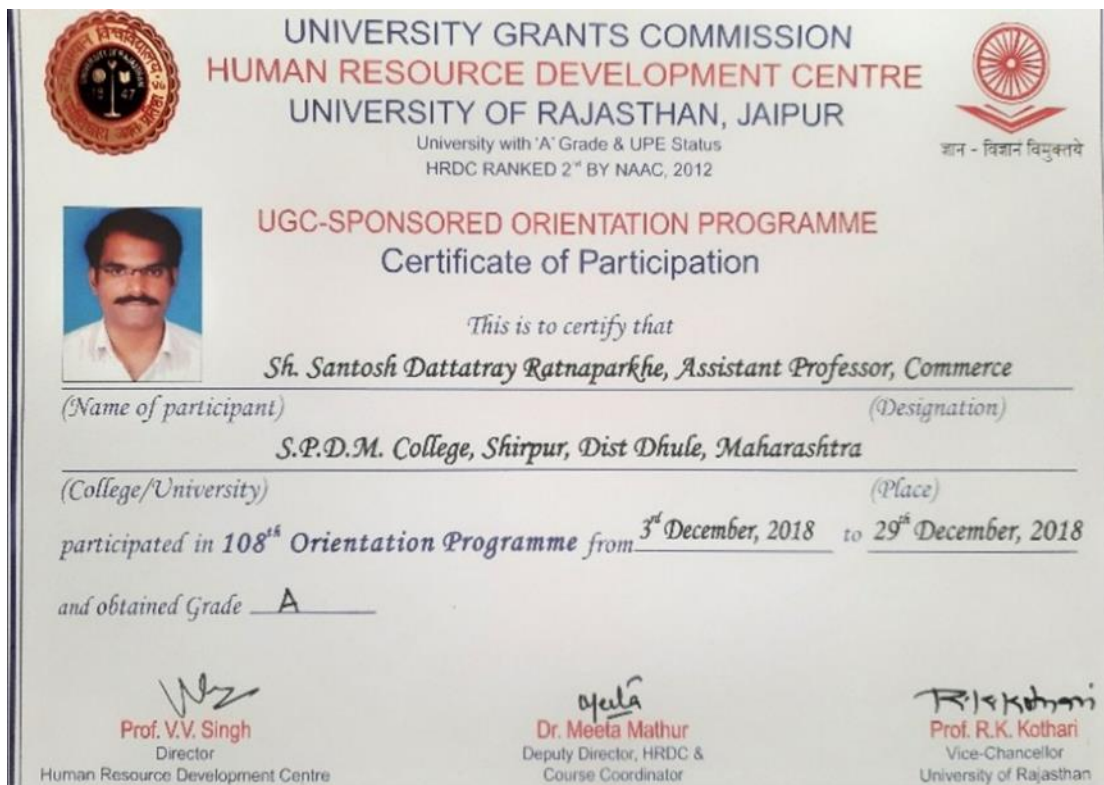 UNIVERSITY GRANTS COMMISSION
HUMAN RESOURCE DEVELOPMENT CENTRE
UNIVERSITY OF RAJASTHAN, JAIPUR
University with 'A' Grade & UPE Status
HRDC RANKED 2nd BY NAAC, 2012
ज्ञान - विज्ञान विमुक्तये
UGC-SPONSORED ORIENTATION PROGRAMME
Certificate of Participation
This is to certify that
Sh. Santosh Dattatray Ratnaparkhe, Assistant Professor, Commerce
(Name of participant) (Designation)
S.P.D.M. College, Shirpur, Dist Dhule, Maharashtra
(College/University) (Place)
participated in 108th Orientation Programme from 3rd December, 2018 to 29th December, 2018
and obtained Grade A
Prof. V.V. Singh
Director
Human Resource Development Centre
Dr. Meeta Mathur
Deputy Director, HRDC &
Course Coordinator
R.K. Kothari
Prof. R.K. Kothari
Vice-Chancellor
University of Rajasthan